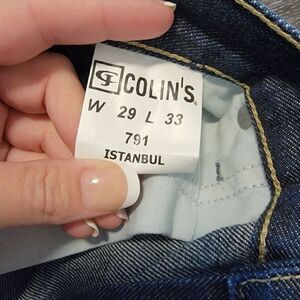 COLIN'S
W 29 L 33
791
ISTANBUL